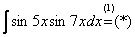 ∫sin 5x sin 7x dx =⁽¹⁾ (*)